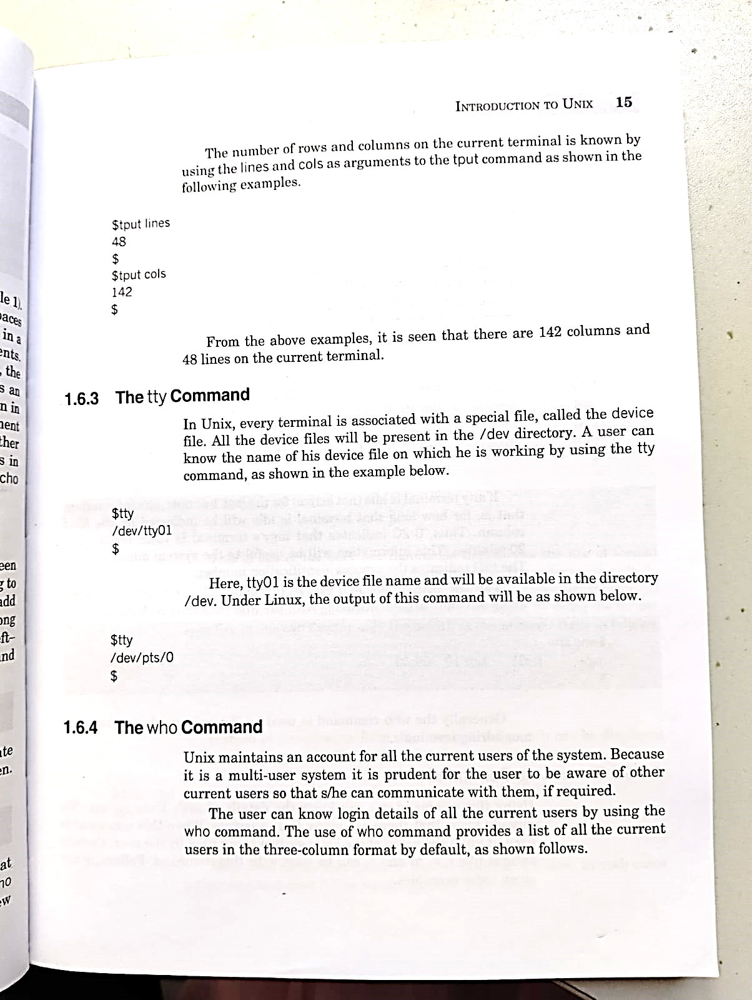 INTRODUCTION TO UNIX 15
The number of rows and columns on the current terminal is known by
using the lines and cols as arguments to the tput command as shown in the
following examples.
$tput lines
48
$
$tput cols
142
$
From the above examples, it is seen that there are 142 columns and
48 lines on the current terminal.
1.6.3 The tty Command
In Unix, every terminal is associated with a special file, called the device
file. All the device files will be present in the /dev directory. A user can
know the name of his device file on which he is working by using the tty
command, as shown in the example below.
$tty
/dev/tty01
$
Here, tty01 is the device file name and will be available in the directory
/dev. Under Linux, the output of this command will be as shown below.
$tty
/dev/pts/0
$
1.6.4 The who Command
Unix maintains an account for all the current users of the system. Because
it is a multi-user system it is prudent for the user to be aware of other
current users so that s/he can communicate with them, if required.
The user can know login details of all the current users by using the
who command. The use of who command provides a list of all the current
users in the three-column format by default, as shown follows.